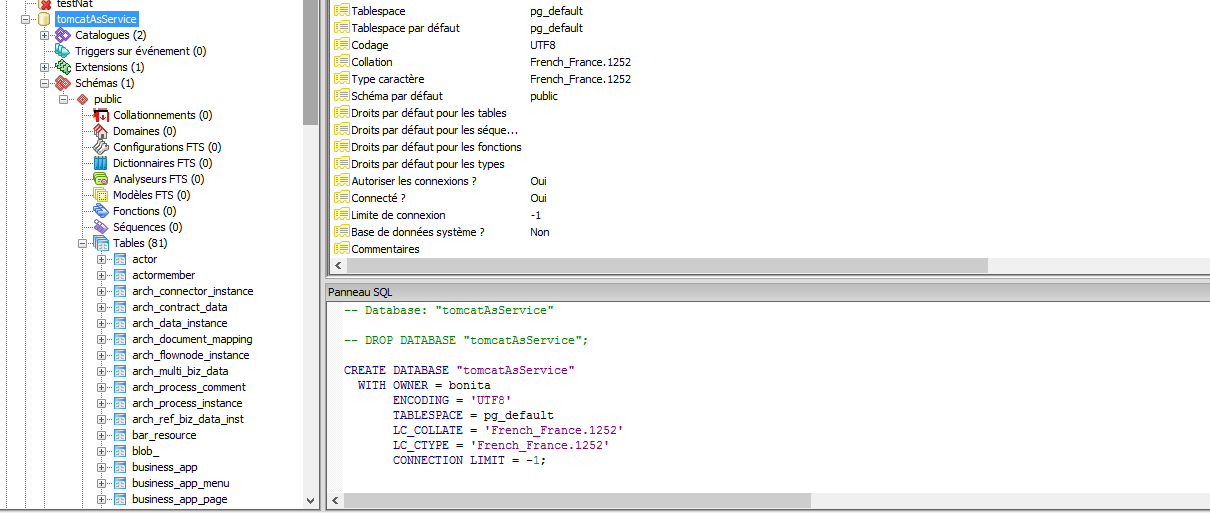 testNat
tomcatAsService
Catalogues (2)
Triggers sur événement (0)
Extensions (1)
Schémas (1)
public
Collationnements (0)
Domaines (0)
Configurations FTS (0)
Dictionnaires FTS (0)
Analyseurs FTS (0)
Modèles FTS (0)
Fonctions (0)
Séquences (0)
Tables (81)
actor
actormember
arch_connector_instance
arch_contract_data
arch_data_instance
arch_document_mapping
arch_flownode_instance
arch_multi_biz_data
arch_process_comment
arch_process_instance
arch_ref_biz_data_inst
bar_resource
blob_
business_app
business_app_menu
business_app_page
Tablespace pg_default
Tablespace par défaut pg_default
Codage UTF8
Collation French_France.1252
Type caractère French_France.1252
Schéma par défaut public
Droits par défaut pour les tables
Droits par défaut pour les séque...
Droits par défaut pour les fonctions
Droits par défaut pour les types
Autoriser les connexions ? Oui
Connecté ? Oui
Limite de connexion -1
Base de données système ? Non
Commentaires
Panneau SQL
-- Database: "tomcatAsService"
-- DROP DATABASE "tomcatAsService";
CREATE DATABASE "tomcatAsService"
WITH OWNER = bonita
ENCODING = 'UTF8'
TABLESPACE = pg_default
LC_COLLATE = 'French_France.1252'
LC_CTYPE = 'French_France.1252'
CONNECTION LIMIT = -1;